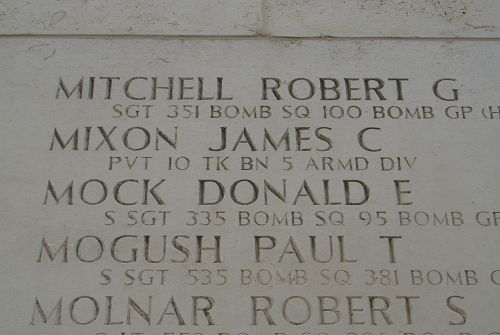 MITCHELL ROBERT G
SGT 351 BOMB SQ 100 BOMB GP (H
MIXON JAMES C
PVT 10 TK BN 5 ARMD DIV
MOCK DONALD E
S SGT 335 BOMB SQ 95 BOMB GP
MOGUSH PAUL T
S SGT 535 BOMB SQ 381 BOMB G
MOLNAR ROBERT S